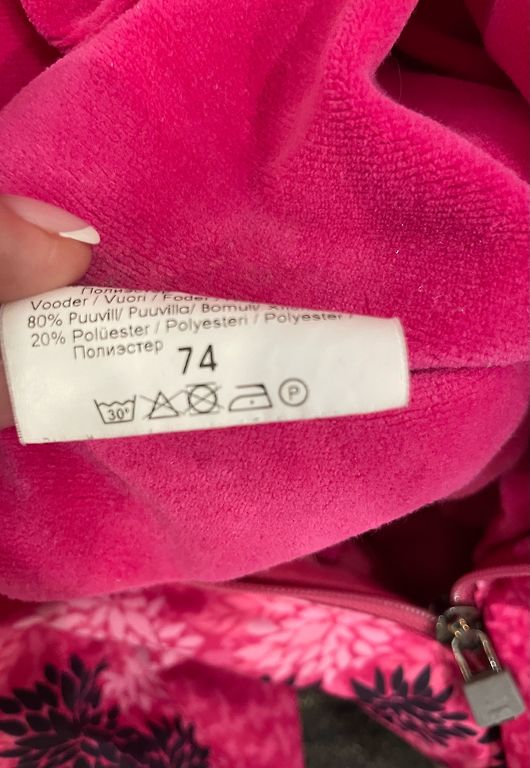 Vooder / Vuori / Foder
80% Puuvill/ Puuvilla/ Bomull/
20% Polüester / Polyesteri / Polyester /
Полиэстер
74
30° P